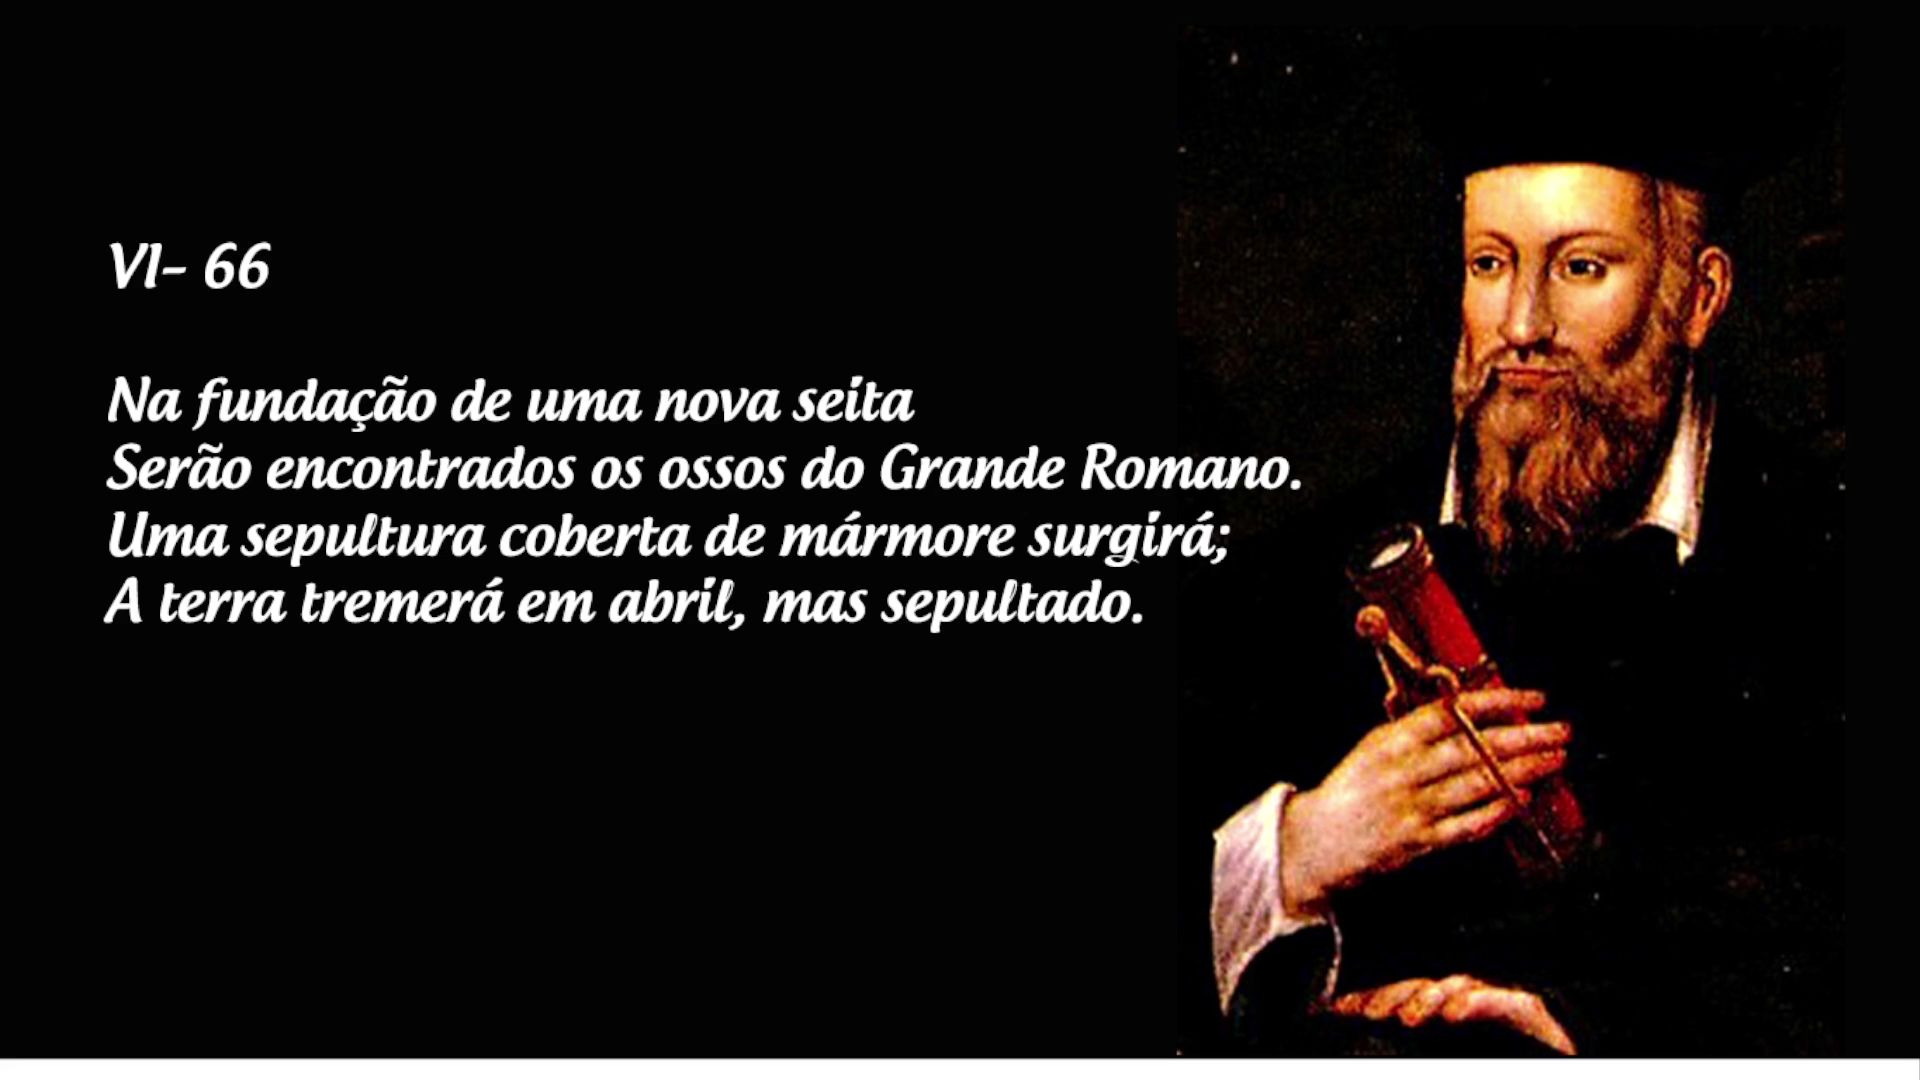 VI- 66
Na fundação de uma nova seita
Serão encontrados os ossos do Grande Romano.
Uma sepultura coberta de mármore surgirá;
A terra tremerá em abril, mas sepultado.